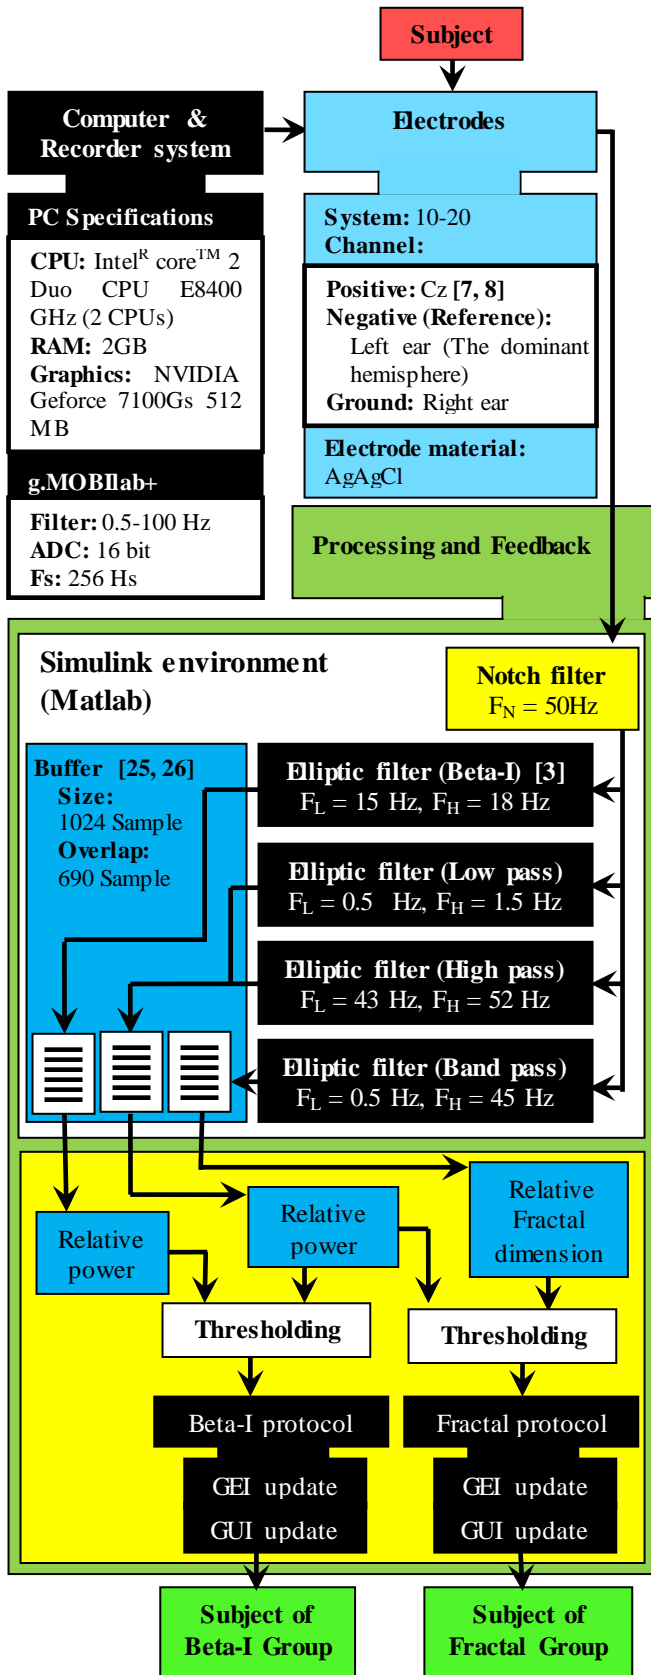 Subject
Computer &
Recorder system
Electrodes
PC Specifications
CPU: Intel^R core^TM 2
Duo CPU E8400
GHz (2 CPUs)
RAM: 2GB
Graphics: NVIDIA
Geforce 7100Gs 512
MB
g.MOBIlab+
Filter: 0.5-100 Hz
ADC: 16 bit
Fs: 256 Hs
System: 10-20
Channel:
Positive: Cz [7, 8]
Negative (Reference):
Left ear (The dominant
hemisphere)
Ground: Right ear
Electrode material:
AgAgCl
Processing and Feedback
Simulink environment
(Matlab)
Notch filter
F_N = 50Hz
Buffer [25, 26]
Size:
1024 Sample
Overlap:
690 Sample
Elliptic filter (Beta-I) [3]
F_L = 15 Hz, F_H = 18 Hz
Elliptic filter (Low pass)
F_L = 0.5 Hz, F_H = 1.5 Hz
Elliptic filter (High pass)
F_L = 43 Hz, F_H = 52 Hz
Elliptic filter (Band pass)
F_L = 0.5 Hz, F_H = 45 Hz
Relative
power
Relative
power
Relative
Fractal
dimension
Thresholding
Thresholding
Beta-I protocol
Fractal protocol
GEI update
GUI update
GEI update
GUI update
Subject of
Beta-I Group
Subject of
Fractal Group